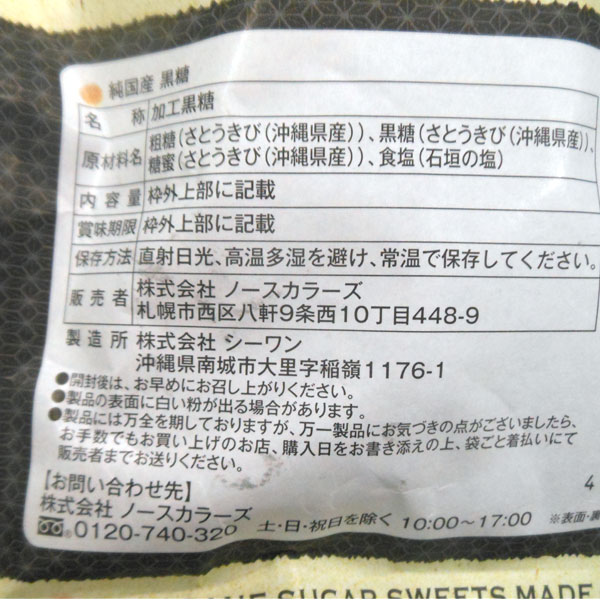 純国産 黒糖
名 称 加工黒糖
原材料名 粗糖(さとうきび(沖縄県産))、黒糖(さとうきび(沖縄県産))、
糖蜜(さとうきび(沖縄県産))、食塩(石垣の塩)
内容量 枠外上部に記載
賞味期限 枠外上部に記載
保存方法 直射日光、高温多湿を避け、常温で保存してください。
販売者 株式会社 ノースカラーズ
札幌市西区八軒9条西10丁目448-9
製造所 株式会社 シーワン
沖縄県南城市大里字稲嶺1176-1
●開封後は、お早めにお召し上がりください。
●製品の表面に白い粉が出る場合があります。
●製品には万全を期しておりますが、万一製品にお気づきの点がございましたら、
お手数でもお買い上げのお店、購入日をお書き添えの上、袋ごと着払いにて
販売者までお送りください。
【お問い合わせ先】
株式会社 ノースカラーズ
0120-740-320 土・日・祝日を除く 10:00~17:00 ※表面・裏
4
SUGAR SWEETS MADE